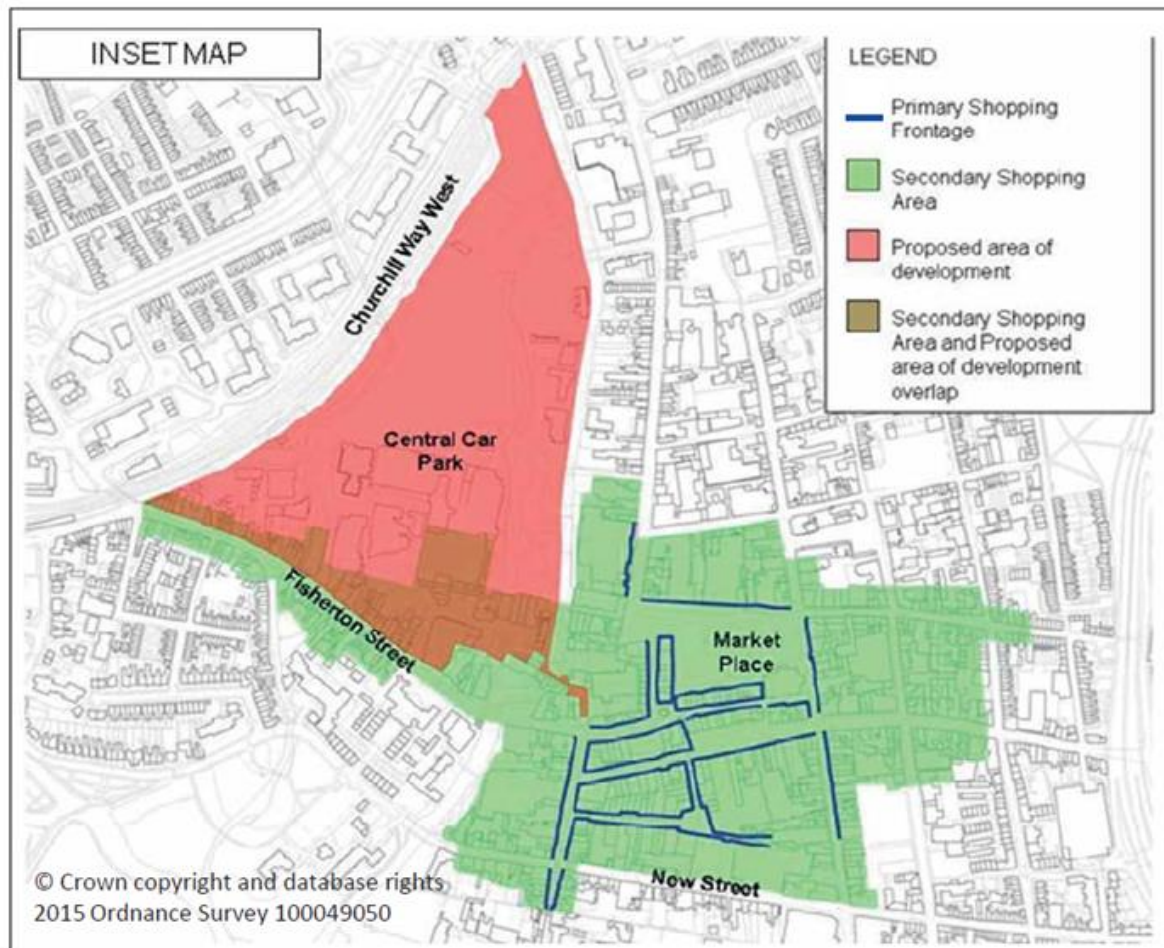 INSET MAP
LEGEND
Primary Shopping
Frontage
Secondary Shopping
Area
Proposed area of
development
Secondary Shopping
Area and Proposed
area of development
overlap
Churchill Way West
Central Car
Park
Fisherton Street
Market
Place
New Street
© Crown copyright and database rights
2015 Ordnance Survey 100049050